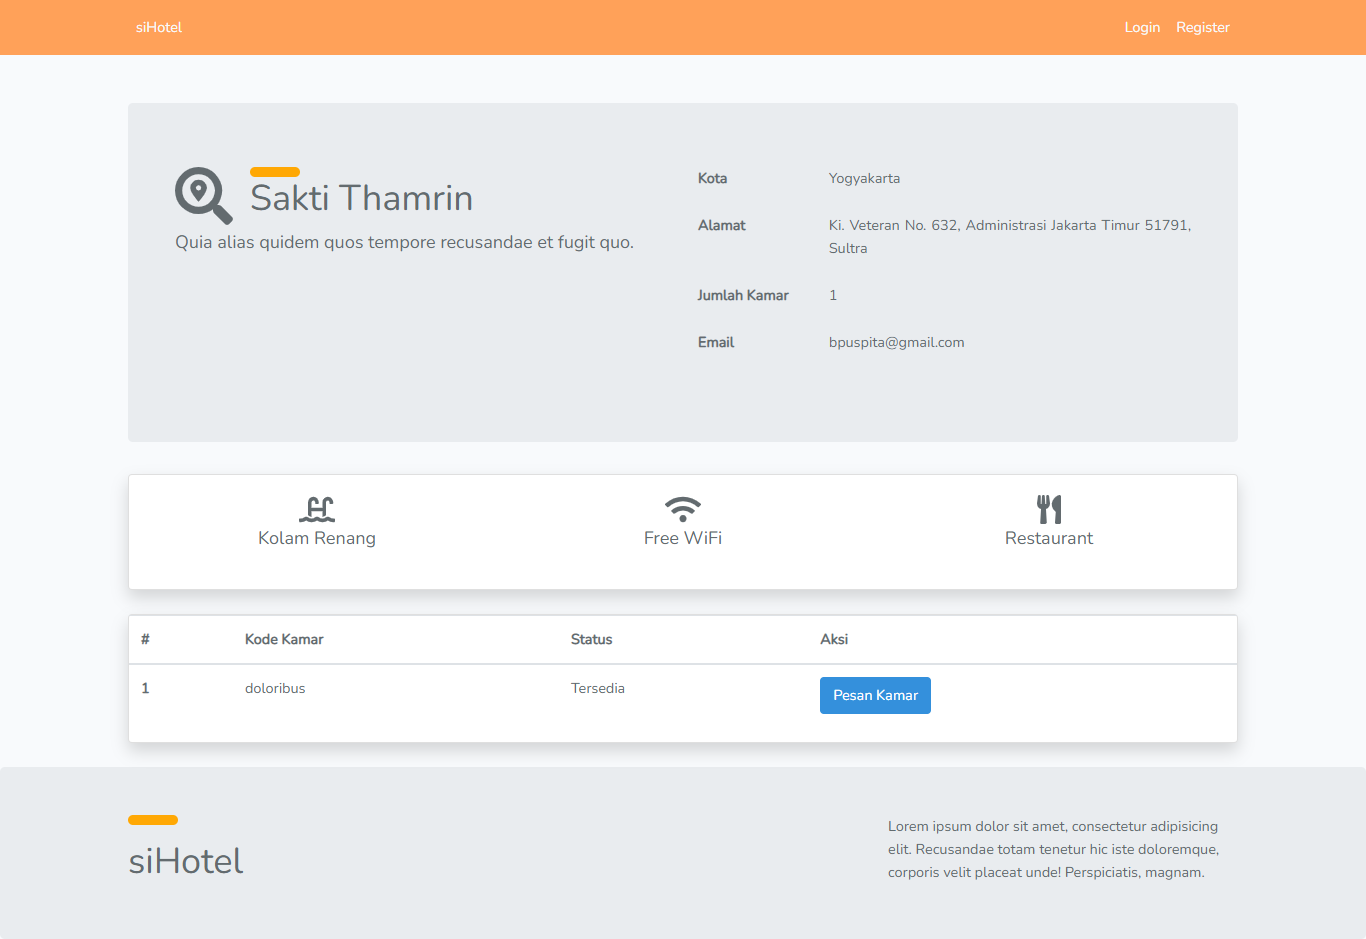 siHotel
Login Register
Sakti Thamrin
Quia alias quidem quos tempore recusandae et fugit quo.
Kota Yogyakarta
Alamat Ki. Veteran No. 632, Administrasi Jakarta Timur 51791,
Sultra
Jumlah Kamar 1
Email bpuspita@gmail.com
Kolam Renang
Free WiFi
Restaurant
# Kode Kamar Status Aksi
1 doloribus Tersedia Pesan Kamar
siHotel
Lorem ipsum dolor sit amet, consectetur adipisicing
elit. Recusandae totam tenetur hic iste doloremque,
corporis velit placeat unde! Perspiciatis, magnam.